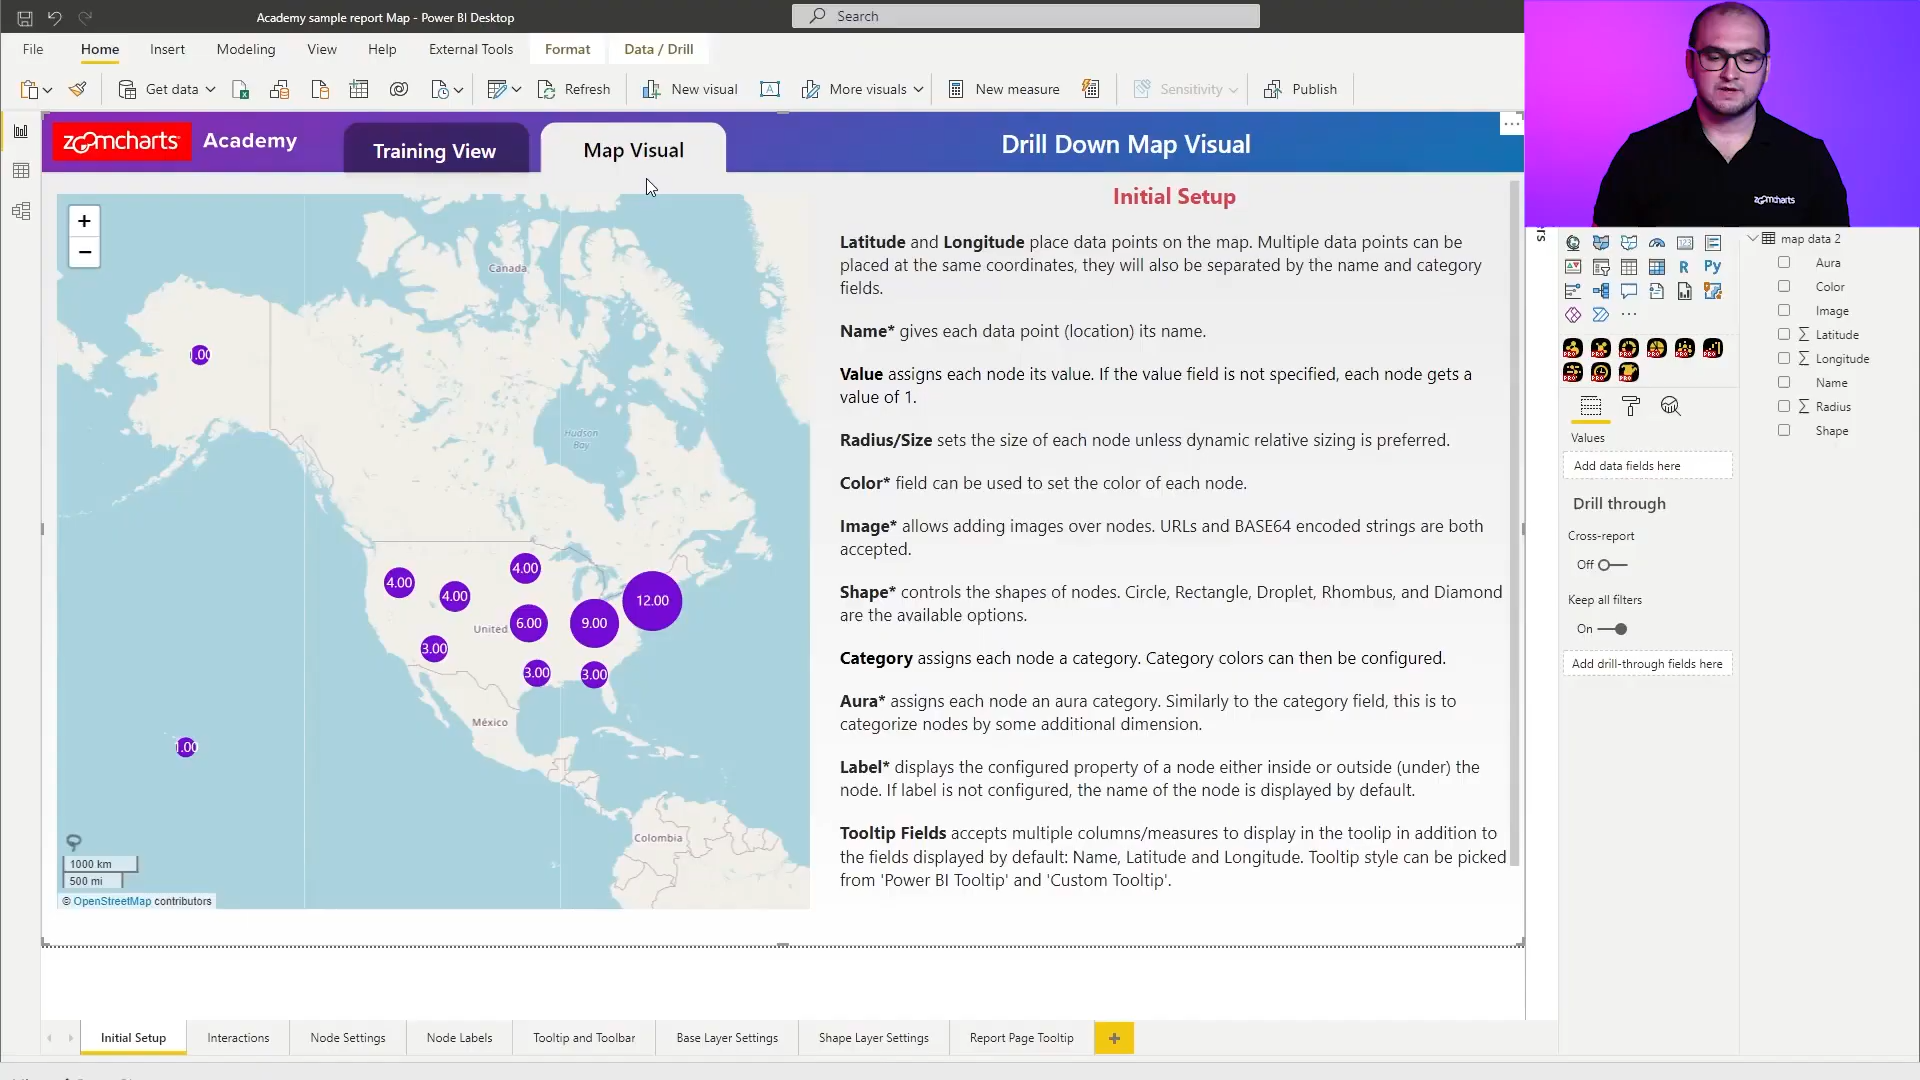 Academy sample report Map - Power BI Desktop
Search
File
Home
Insert
Modeling
View
Help
External Tools
Format
Data / Drill
Get data
Refresh
New visual
More visuals
New measure
Sensitivity
Publish
zoomcharts
Academy
Training View
Map Visual
Drill Down Map Visual
zoomcharts
+
−
Canada
Hudson
Bay
United
México
Colombia
1.00
4.00
4.00
4.00
12.00
6.00
9.00
3.00
3.00
3.00
1.00
1000 km
500 mi
© OpenStreetMap contributors
Initial Setup
Latitude and Longitude place data points on the map. Multiple data points can be
placed at the same coordinates, they will also be separated by the name and category
fields.
Name* gives each data point (location) its name.
Value assigns each node its value. If the value field is not specified, each node gets a
value of 1.
Radius/Size sets the size of each node unless dynamic relative sizing is preferred.
Color* field can be used to set the color of each node.
Image* allows adding images over nodes. URLs and BASE64 encoded strings are both
accepted.
Shape* controls the shapes of nodes. Circle, Rectangle, Droplet, Rhombus, and Diamond
are the available options.
Category assigns each node a category. Category colors can then be configured.
Aura* assigns each node an aura category. Similarly to the category field, this is to
categorize nodes by some additional dimension.
Label* displays the configured property of a node either inside or outside (under) the
node. If label is not configured, the name of the node is displayed by default.
Tooltip Fields accepts multiple columns/measures to display in the toolip in addition to
the fields displayed by default: Name, Latitude and Longitude. Tooltip style can be picked
from 'Power BI Tooltip' and 'Custom Tooltip'.
R
Py
Values
Add data fields here
Drill through
Cross-report
Off
Keep all filters
On
Add drill-through fields here
map data 2
Aura
Color
Image
Σ Latitude
Σ Longitude
Name
Σ Radius
Shape
Initial Setup
Interactions
Node Settings
Node Labels
Tooltip and Toolbar
Base Layer Settings
Shape Layer Settings
Report Page Tooltip
+